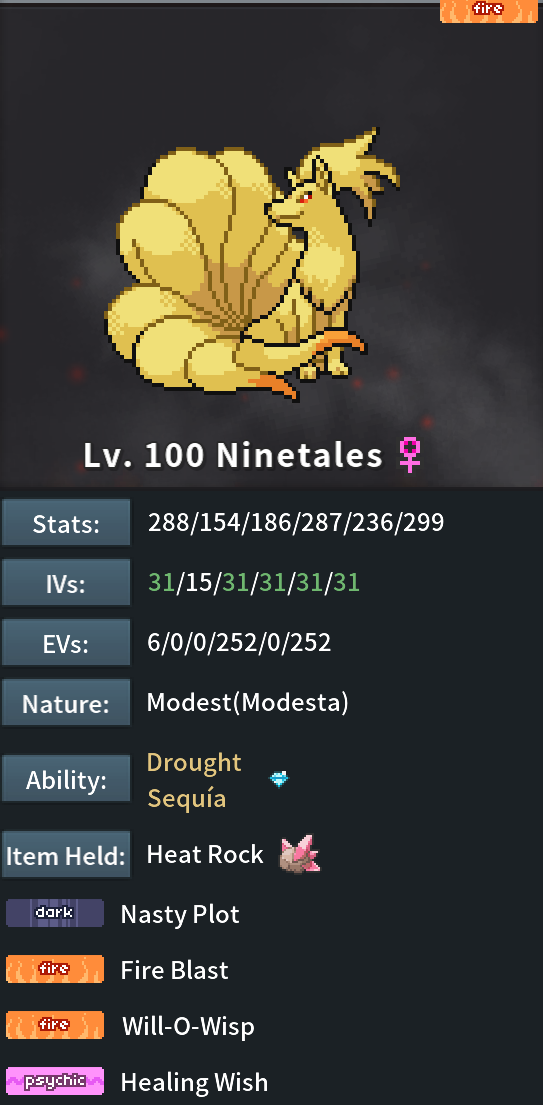 fire
Lv. 100 Ninetales ♀
Stats: 288/154/186/287/236/299
IVs: 31/15/31/31/31/31
EVs: 6/0/0/252/0/252
Nature: Modest(Modesta)
Ability: Drought
Sequía
Item Held: Heat Rock
dark Nasty Plot
fire Fire Blast
fire Will-O-Wisp
psychic Healing Wish